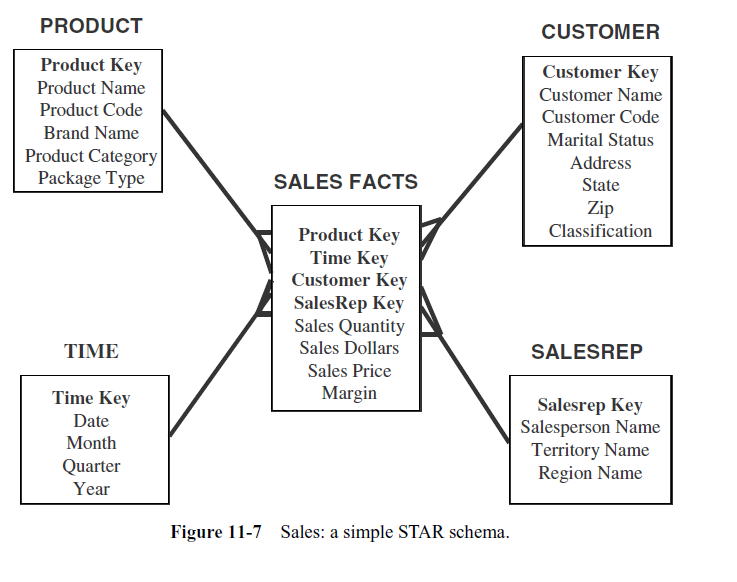 PRODUCT
Product Key
Product Name
Product Code
Brand Name
Product Category
Package Type
CUSTOMER
Customer Key
Customer Name
Customer Code
Marital Status
Address
State
Zip
Classification
SALES FACTS
Product Key
Time Key
Customer Key
SalesRep Key
Sales Quantity
Sales Dollars
Sales Price
Margin
TIME
Time Key
Date
Month
Quarter
Year
SALESREP
Salesrep Key
Salesperson Name
Territory Name
Region Name
Figure 11-7 Sales: a simple STAR schema.